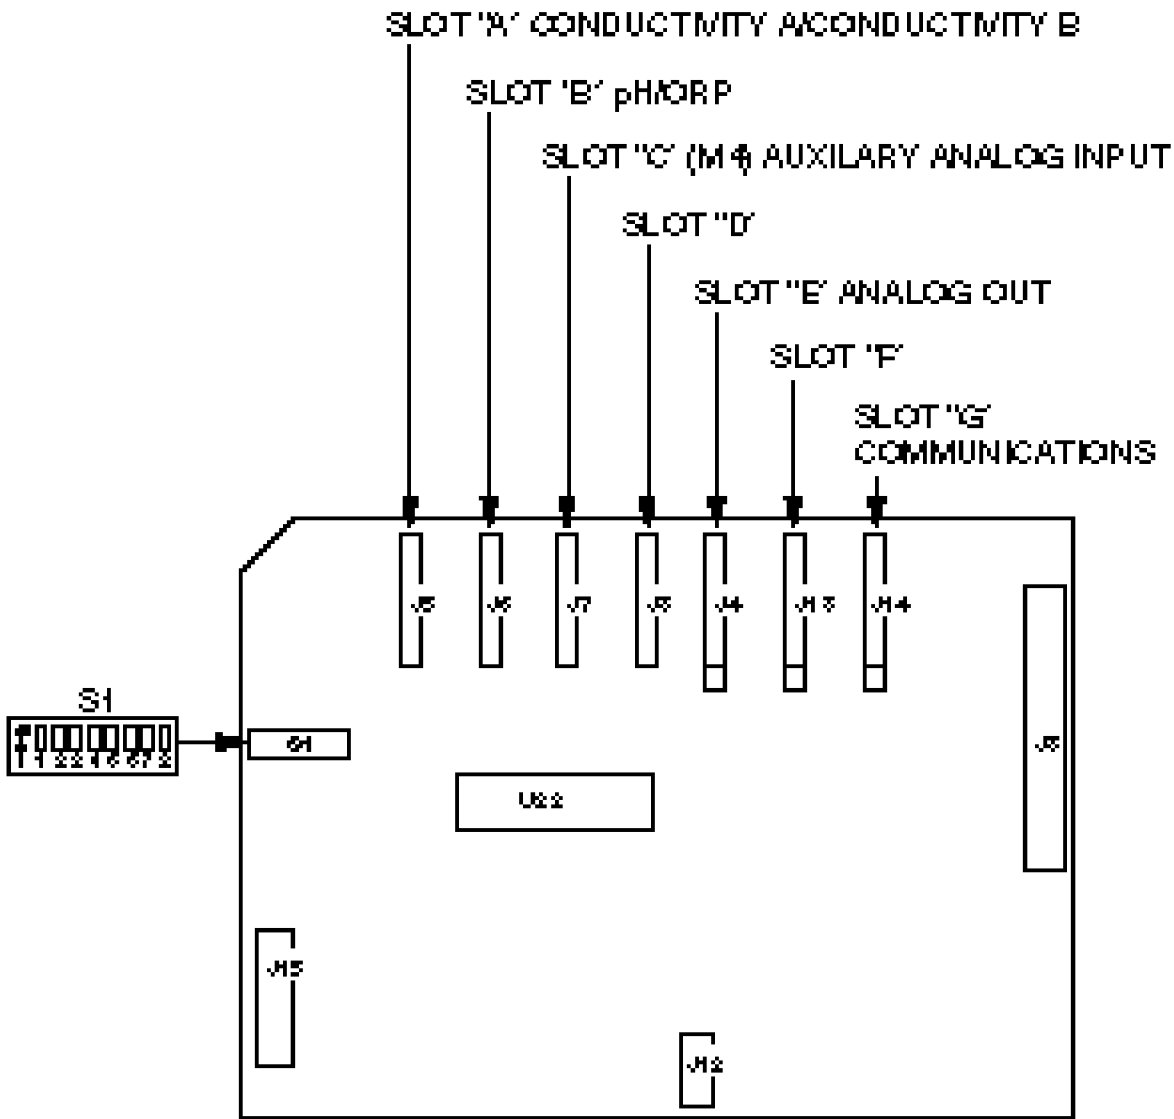 SLOT "A" CONDUCTIVITY A/CONDUCTIVITY B
SLOT "B" pH/ORP
SLOT "C" (M4) AUXILARY ANALOG INPUT
SLOT "D"
SLOT "E" ANALOG OUT
SLOT "F"
SLOT "G"
COMMUNICATIONS
J5
J6
J7
J4
J13
J14
S1
S1
U22
J15
J12